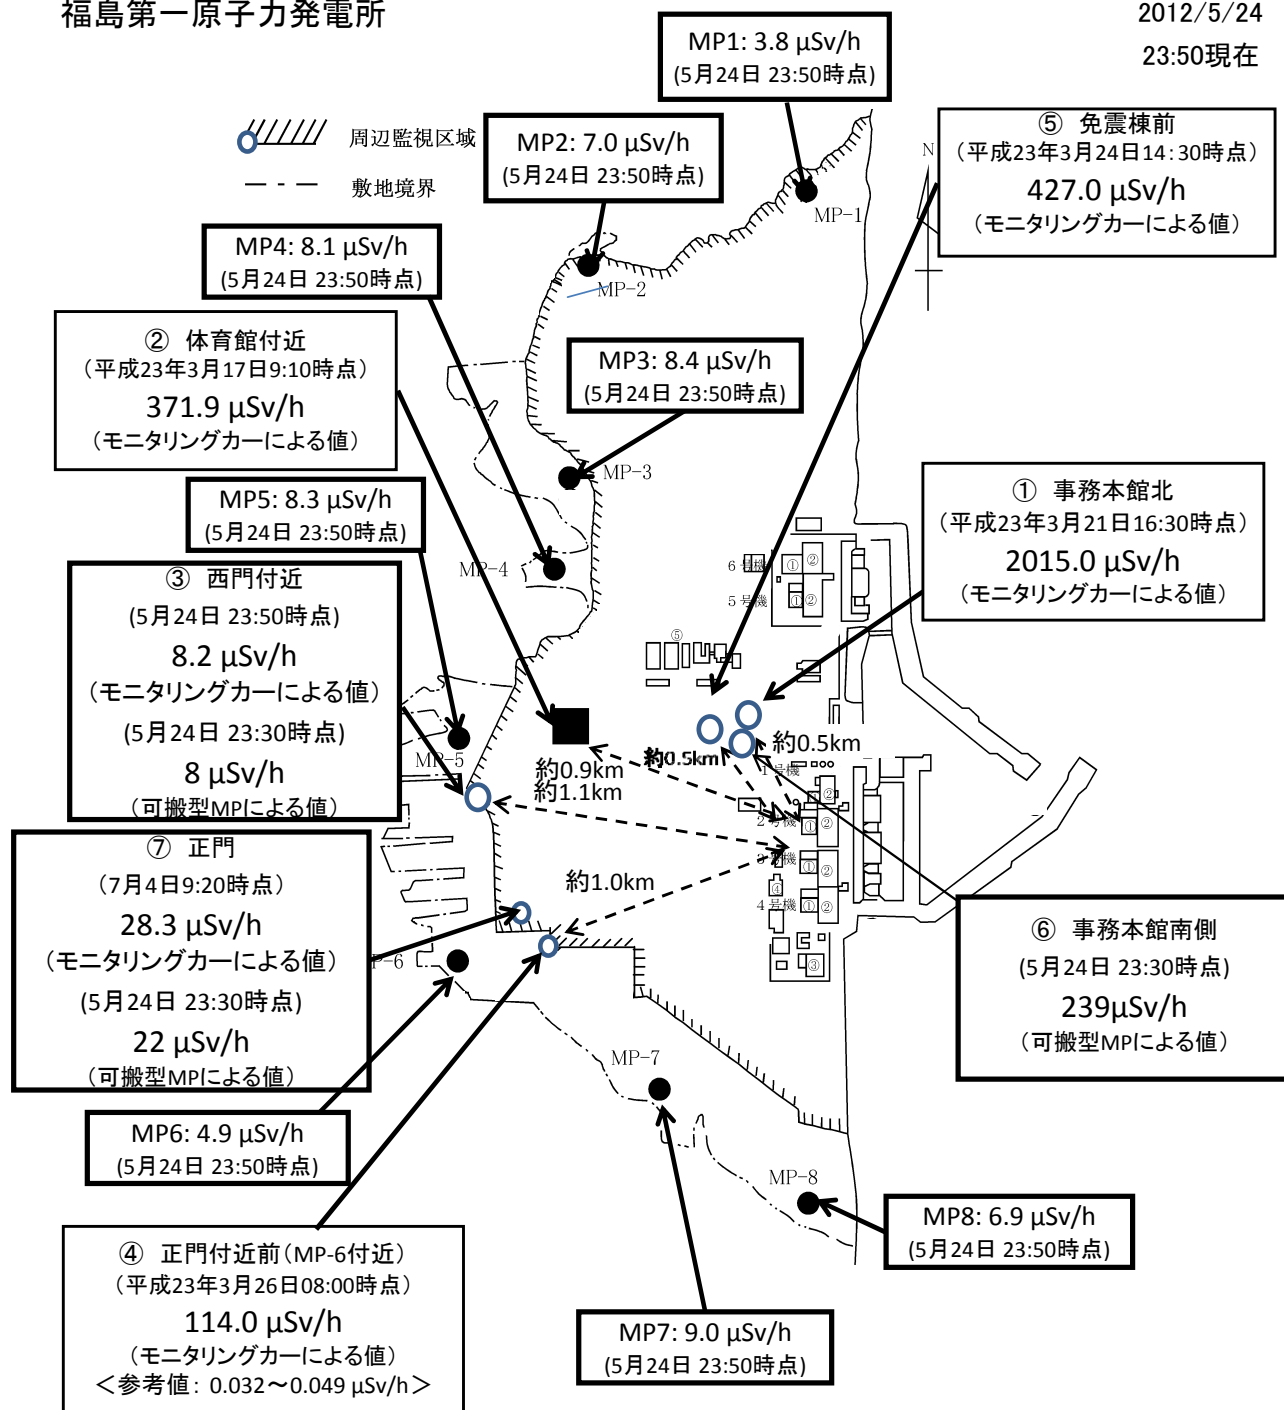 福島第一原子力発電所
2012/5/24
23:50現在
MP1: 3.8 µSv/h
(5月24日 23:50時点)
周辺監視区域
敷地境界
MP2: 7.0 µSv/h
(5月24日 23:50時点)
⑤ 免震棟前
(平成23年3月24日14:30時点)
427.0 µSv/h
(モニタリングカーによる値)
N
MP-1
MP4: 8.1 µSv/h
(5月24日 23:50時点)
MP-2
② 体育館付近
(平成23年3月17日9:10時点)
371.9 µSv/h
(モニタリングカーによる値)
MP3: 8.4 µSv/h
(5月24日 23:50時点)
MP-3
MP5: 8.3 µSv/h
(5月24日 23:50時点)
① 事務本館北
(平成23年3月21日16:30時点)
2015.0 µSv/h
(モニタリングカーによる値)
MP-4
6号機
① ②
5号機
① ②
③ 西門付近
(5月24日 23:50時点)
8.2 µSv/h
(モニタリングカーによる値)
(5月24日 23:30時点)
8 µSv/h
(可搬型MPによる値)
⑤
MP-5
約0.9km
約1.1km
約0.5km
約0.5km
1号機
②
2号機
① ②
3号機
① ②
④
4号機
① ②
③
約1.0km
⑦ 正門
(7月4日9:20時点)
28.3 µSv/h
(モニタリングカーによる値)
(5月24日 23:30時点)
22 µSv/h
(可搬型MPによる値)
P-6
⑥ 事務本館南側
(5月24日 23:30時点)
239µSv/h
(可搬型MPによる値)
MP-7
MP6: 4.9 µSv/h
(5月24日 23:50時点)
MP-8
MP8: 6.9 µSv/h
(5月24日 23:50時点)
④ 正門付近前(MP-6付近)
(平成23年3月26日08:00時点)
114.0 µSv/h
(モニタリングカーによる値)
<参考値: 0.032～0.049 µSv/h>
MP7: 9.0 µSv/h
(5月24日 23:50時点)